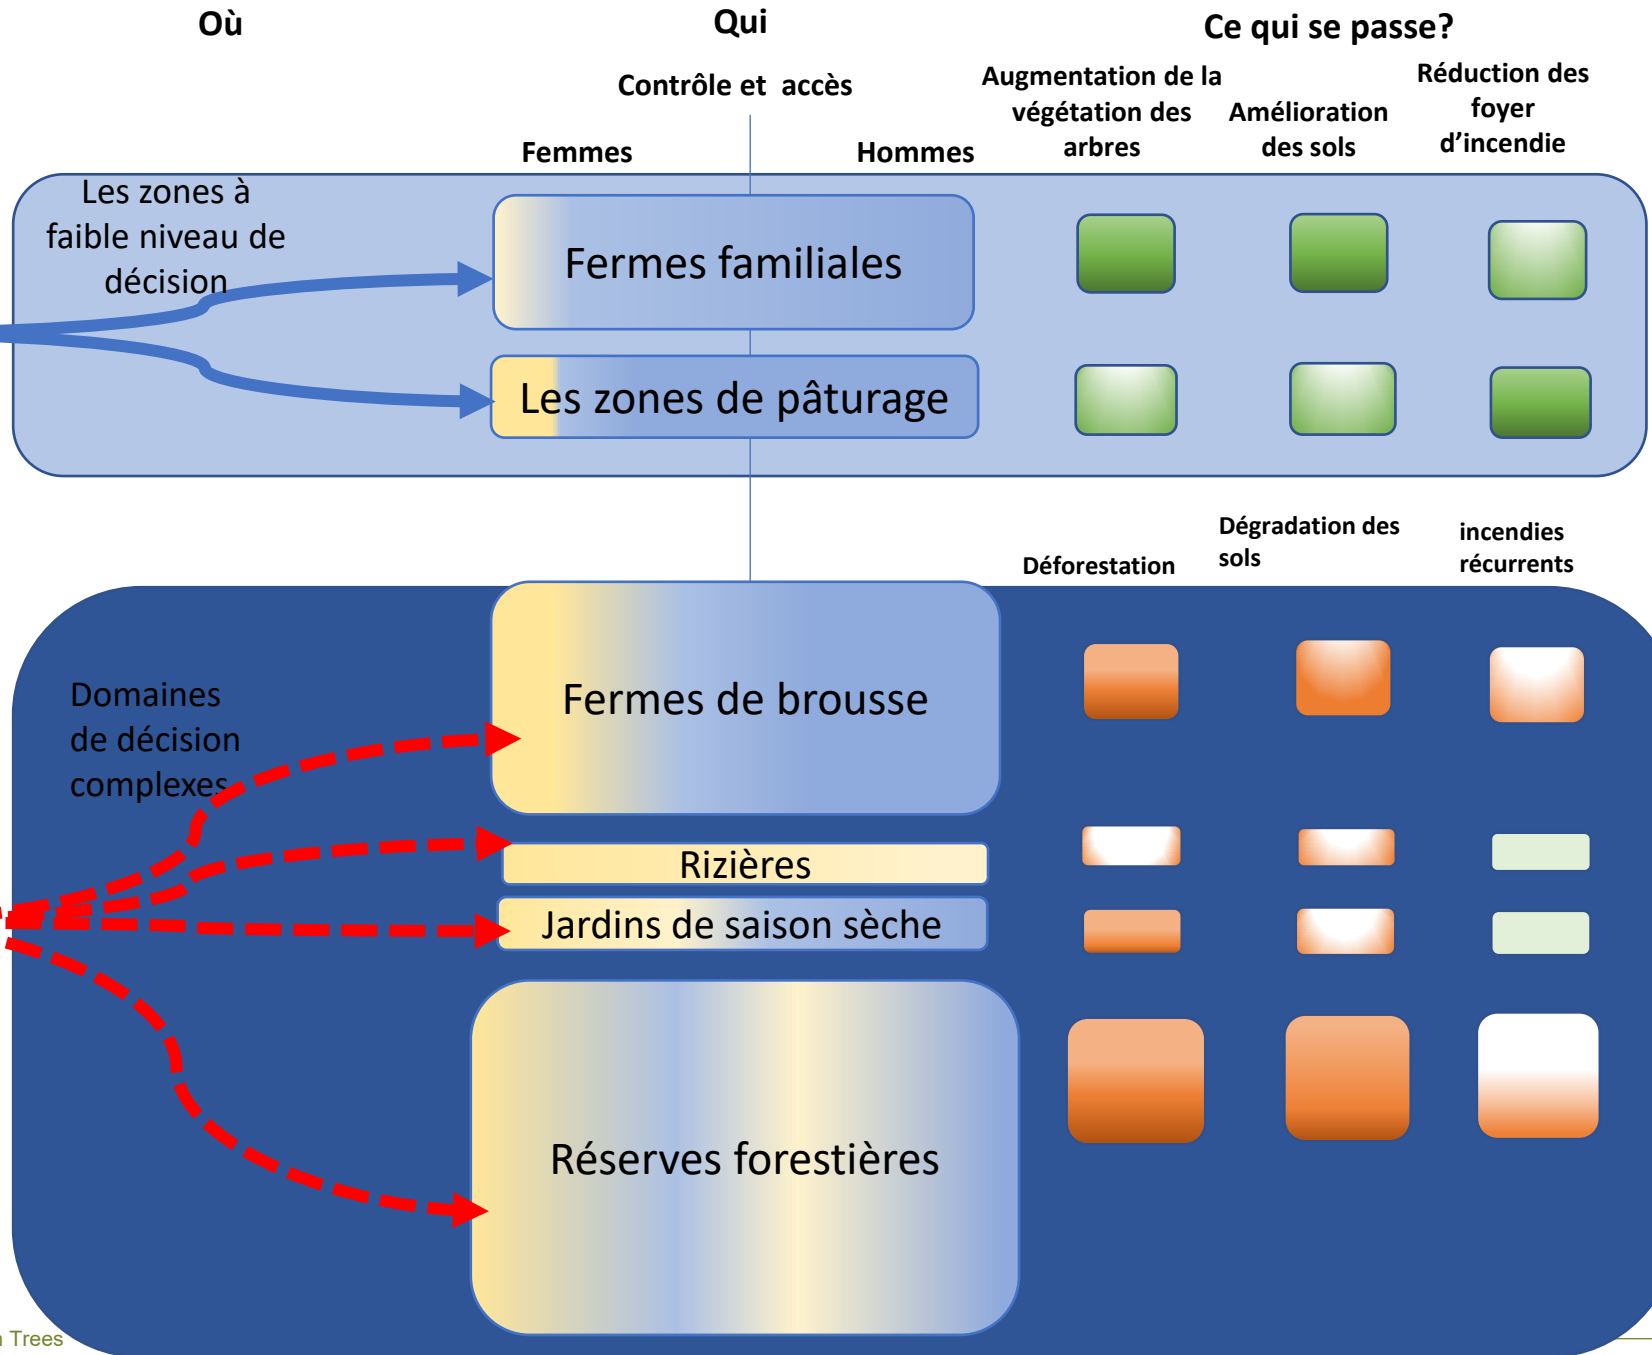 Où
Qui
Ce qui se passe?
Contrôle et accès
Femmes
Hommes
Augmentation de la
végétation des
arbres
Amélioration
des sols
Réduction des
foyer
d'incendie
Les zones à
faible niveau de
décision
Fermes familiales
Les zones de pâturage
Déforestation
Dégradation des
sols
incendies
récurrents
Domaines
de décision
complexes
Fermes de brousse
Rizières
Jardins de saison sèche
Réserves forestières
Trees